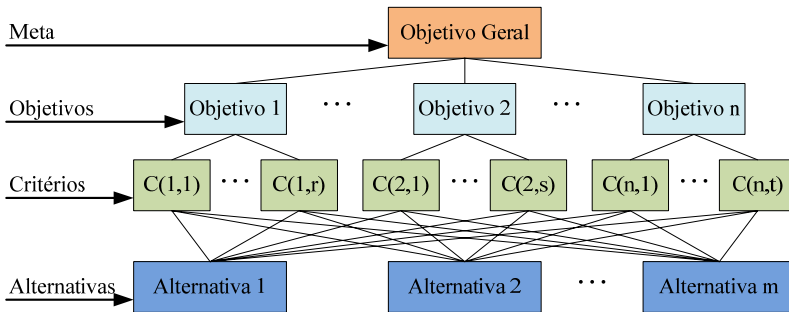 Meta
Objetivo Geral
Objetivos
Objetivo 1
...
Objetivo 2
...
Objetivo n
Critérios
C(1,1)
...
C(1,r)
C(2,1)
...
C(2,s)
C(n,1)
...
C(n,t)
Alternativas
Alternativa 1
Alternativa 2
...
Alternativa m